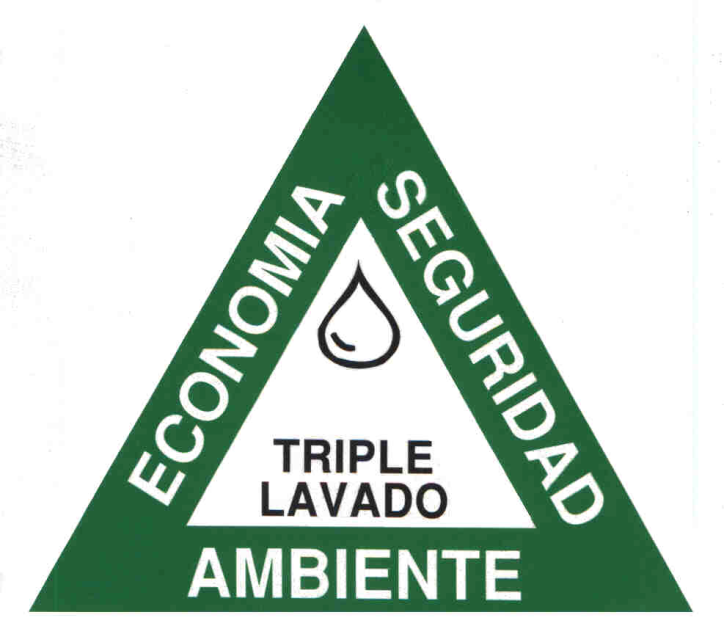 ECONOMIA
SEGURIDAD
TRIPLE
LAVADO
AMBIENTE